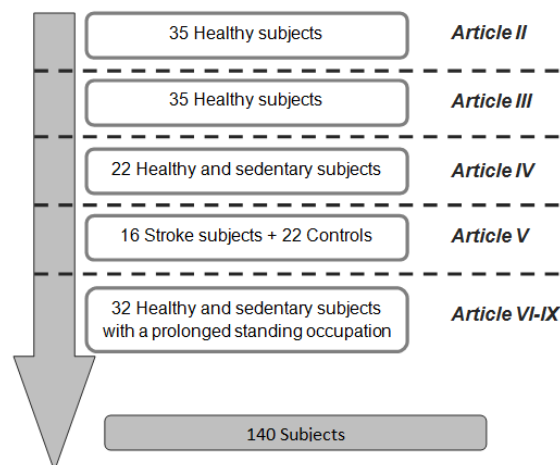 35 Healthy subjects
Article II
35 Healthy subjects
Article III
22 Healthy and sedentary subjects
Article IV
16 Stroke subjects + 22 Controls
Article V
32 Healthy and sedentary subjects
with a prolonged standing occupation
Article VI-IX
140 Subjects